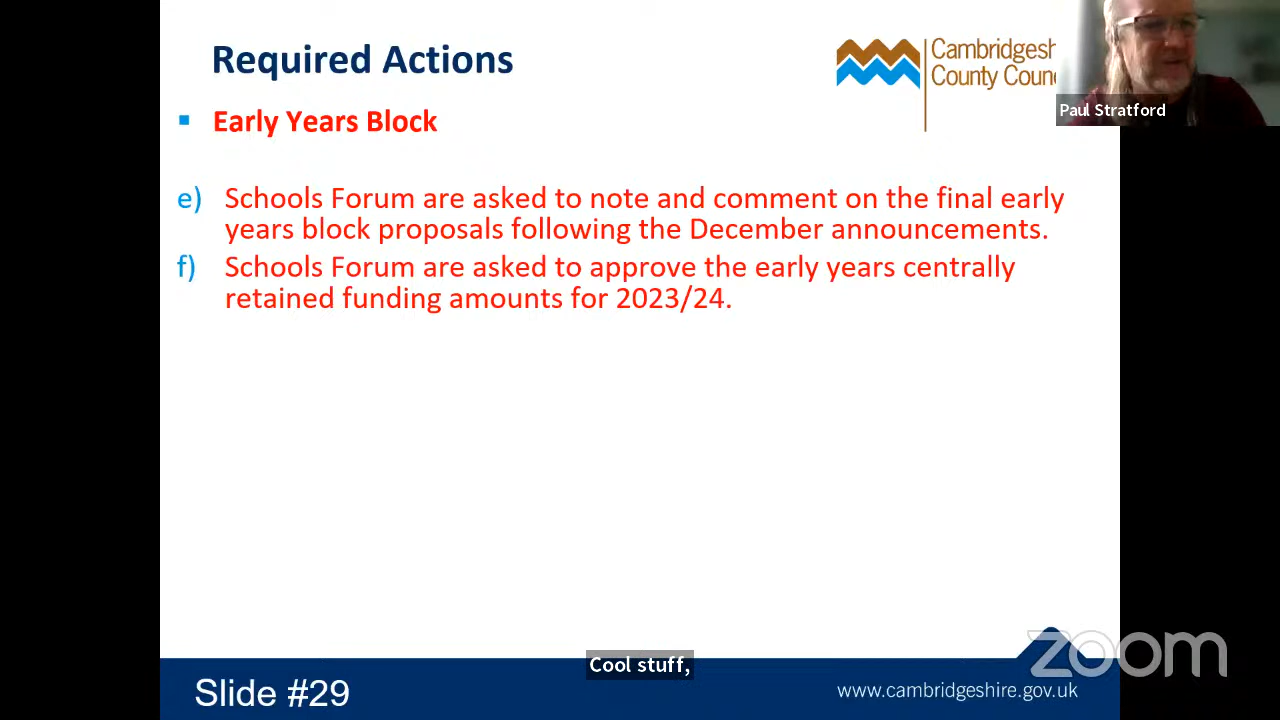 Required Actions
Cambridgesh
County Counc
Paul Stratford
Early Years Block
e) Schools Forum are asked to note and comment on the final early
years block proposals following the December announcements.
f) Schools Forum are asked to approve the early years centrally
retained funding amounts for 2023/24.
Cool stuff,
zoom
Slide #29
www.cambridgeshire.gov.uk